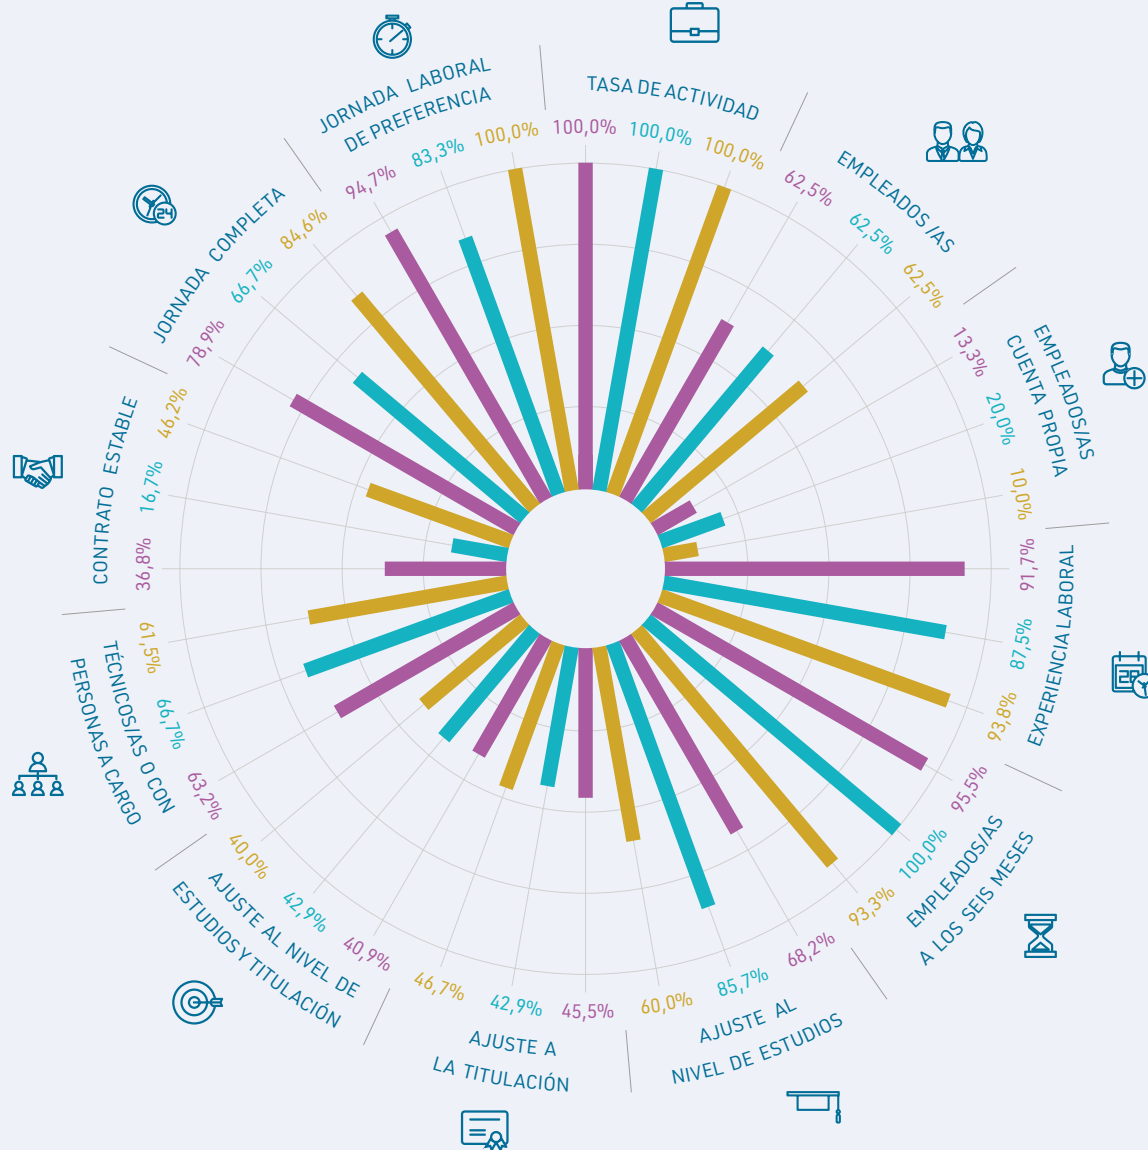 TASA DE ACTIVIDAD
100,0%
100,0%
100,0%
EMPLEADOS /AS
62,5%
62,5%
62,5%
EMPLEADOS/AS
CUENTA PROPIA
13,3%
20,0%
10,0%
EXPERIENCIA LABORAL
91,7%
87,5%
93,8%
EMPLEADOS/AS
A LOS SEIS MESES
95,5%
100,0%
93,3%
AJUSTE AL
NIVEL DE ESTUDIOS
68,2%
85,7%
60,0%
AJUSTE A
LA TITULACIÓN
45,5%
42,9%
46,7%
AJUSTE AL NIVEL DE
ESTUDIOS Y TITULACIÓN
40,9%
42,9%
40,0%
TÉCNICOS/AS O CON
PERSONAS A CARGO
63,2%
66,7%
61,5%
CONTRATO ESTABLE
36,8%
16,7%
46,2%
JORNADA COMPLETA
78,9%
66,7%
84,6%
24
JORNADA LABORAL
DE PREFERENCIA
94,7%
83,3%
100,0%